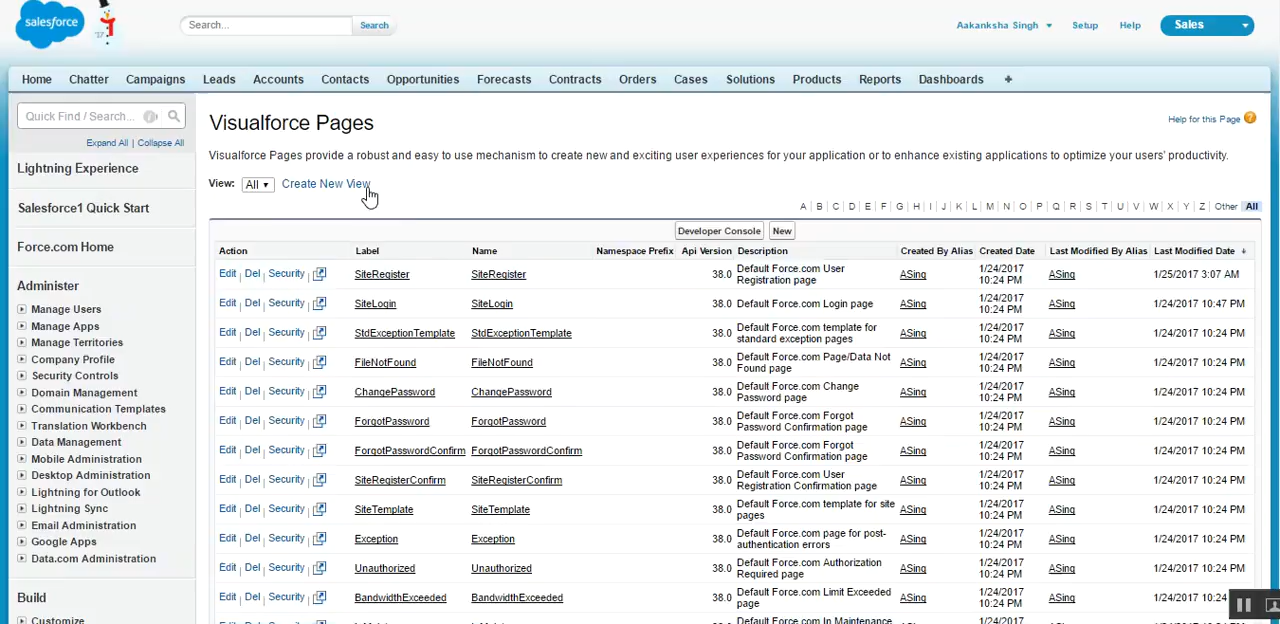 salesforce
Search...
Search
Aakanksha Singh
Setup
Help
Sales
Home Chatter Campaigns Leads Accounts Contacts Opportunities Forecasts Contracts Orders Cases Solutions Products Reports Dashboards +
Quick Find / Search...
Expand All | Collapse All
Lightning Experience
Salesforce1 Quick Start
Force.com Home
Administer
Manage Users
Manage Apps
Manage Territories
Company Profile
Security Controls
Domain Management
Communication Templates
Translation Workbench
Data Management
Mobile Administration
Desktop Administration
Lightning for Outlook
Lightning Sync
Email Administration
Google Apps
Data.com Administration
Build
Customize
Visualforce Pages
Help for this Page ?
Visualforce Pages provide a robust and easy to use mechanism to create new and exciting user experiences for your application or to enhance existing applications to optimize your users' productivity.
View: All Create New View
A B C D E F G H I J K L M N O P Q R S T U V W X Y Z Other All
Developer Console New
Action Label Name Namespace Prefix Api Version Description Created By Alias Created Date Last Modified By Alias Last Modified Date
Edit | Del | Security | SiteRegister SiteRegister 38.0 Default Force.com User Registration page ASing 1/24/2017 10:24 PM ASing 1/25/2017 3:07 AM
Edit | Del | Security | SiteLogin SiteLogin 38.0 Default Force.com Login page ASing 1/24/2017 10:24 PM ASing 1/24/2017 10:47 PM
Edit | Del | Security | StdExceptionTemplate StdExceptionTemplate 38.0 Default Force.com template for standard exception pages ASing 1/24/2017 10:24 PM ASing 1/24/2017 10:24 PM
Edit | Del | Security | FileNotFound FileNotFound 38.0 Default Force.com Page/Data Not Found page ASing 1/24/2017 10:24 PM ASing 1/24/2017 10:24 PM
Edit | Del | Security | ChangePassword ChangePassword 38.0 Default Force.com Change Password page ASing 1/24/2017 10:24 PM ASing 1/24/2017 10:24 PM
Edit | Del | Security | ForgotPassword ForgotPassword 38.0 Default Force.com Forgot Password Confirmation page ASing 1/24/2017 10:24 PM ASing 1/24/2017 10:24 PM
Edit | Del | Security | ForgotPasswordConfirm ForgotPasswordConfirm 38.0 Default Force.com Forgot Password Confirmation page ASing 1/24/2017 10:24 PM ASing 1/24/2017 10:24 PM
Edit | Del | Security | SiteRegisterConfirm SiteRegisterConfirm 38.0 Default Force.com User Registration Confirmation page ASing 1/24/2017 10:24 PM ASing 1/24/2017 10:24 PM
Edit | Del | Security | SiteTemplate SiteTemplate 38.0 Default Force.com template for site pages ASing 1/24/2017 10:24 PM ASing 1/24/2017 10:24 PM
Edit | Del | Security | Exception Exception 38.0 Default Force.com page for post-authentication errors ASing 1/24/2017 10:24 PM ASing 1/24/2017 10:24 PM
Edit | Del | Security | Unauthorized Unauthorized 38.0 Default Force.com Authorization Required page ASing 1/24/2017 10:24 PM ASing 1/24/2017 10:24 PM
Edit | Del | Security | BandwidthExceeded BandwidthExceeded 38.0 Default Force.com Limit Exceeded page ASing 1/24/2017 10:24 PM ASing 1/24/2017 10:24
Default Force.com In Maintenance 1/24/2017